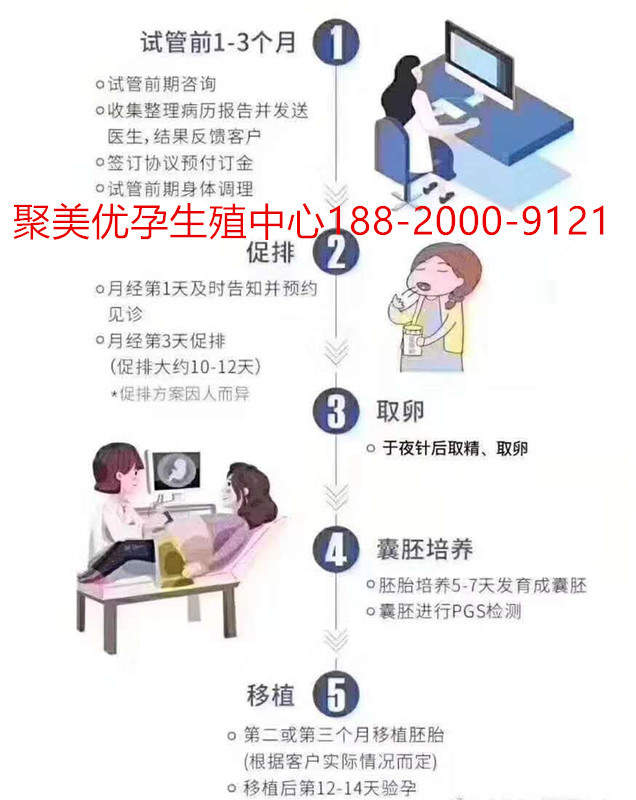 试管前1-3个月
1
试管前期咨询
收集整理病历报告并发送
医生,结果反馈客户
签订协议预付订金
试管前期身体调理
聚美优孕生殖中心188-2000-9121
促排
2
月经第1天及时告知并预约
见诊
月经第3天促排
(促排大约10-12天)
*促排方案因人而异
3
取卵
于夜针后取精、取卵
4
囊胚培养
胚胎培养5-7天发育成囊胚
囊胚进行PGS检测
移植
5
第二或第三个月移植胚胎
(根据客户实际情况而定)
移植后第12-14天验孕